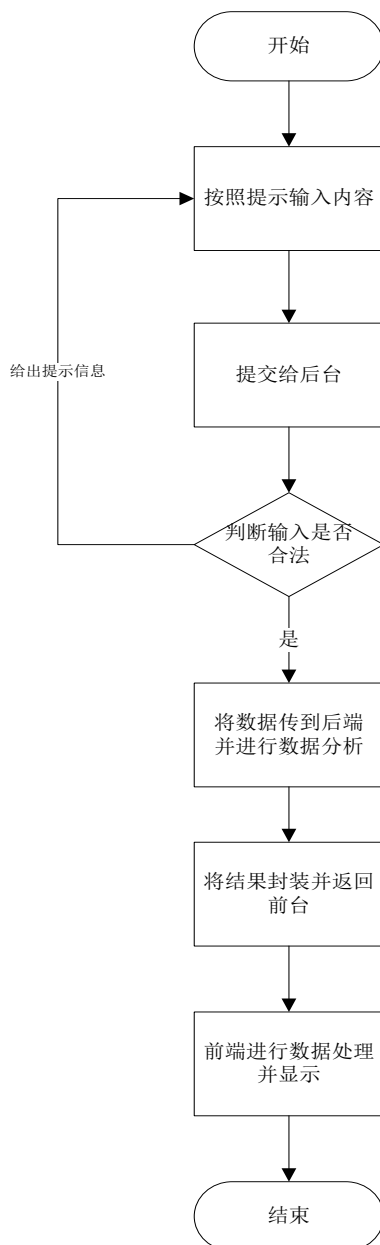 开始
按照提示输入内容
给出提示信息
提交给后台
判断输入是否
合法
是
将数据传到后端
并进行数据分析
将结果封装并返回
前台
前端进行数据处理
并显示
结束